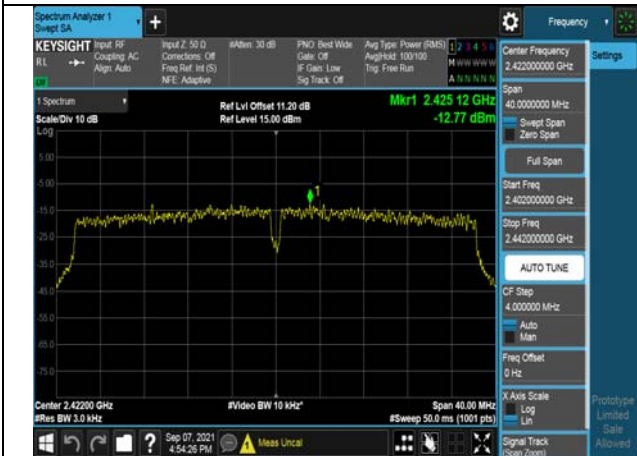 Spectrum Analyzer 1
Swept SA
+
Frequency
KEYSIGHT
RL
Input: RF
Coupling: AC
Align: Auto
Input Z: 50 Ω
Corrections: Off
Freq Ref: Int (S)
NFE: Adaptive
#Atten: 30 dB
PNO: Best Wide
Gate: Off
IF Gain: Low
Sig Track: Off
Avg Type: Power (RMS)
Avg|Hold: 100/100
Trig: Free Run
1 2 3 4 5 6
M W W W W W
A N N N N N
1 Spectrum
Scale/Div 10 dB
Log
Ref Lvl Offset 11.20 dB
Ref Level 15.00 dBm
Mkr1 2.425 12 GHz
-12.77 dBm
5.00
-5.00
-15.0
-25.0
-35.0
-45.0
-55.0
-65.0
-75.0
1
Center 2.42200 GHz
#Res BW 3.0 kHz
#Video BW 10 kHz*
Span 40.00 MHz
#Sweep 50.0 ms (1001 pts)
Sep 07, 2021
4:54:26 PM
Meas Uncal
Center Frequency
2.422000000 GHz
Span
40.0000000 MHz
Swept Span
Zero Span
Full Span
Start Freq
2.402000000 GHz
Stop Freq
2.442000000 GHz
AUTO TUNE
CF Step
4.000000 MHz
Auto
Man
Freq Offset
0 Hz
X Axis Scale
Log
Lin
Signal Track
(Span Zoom)
Settings
Prototype
Limited
Sale
Allowed